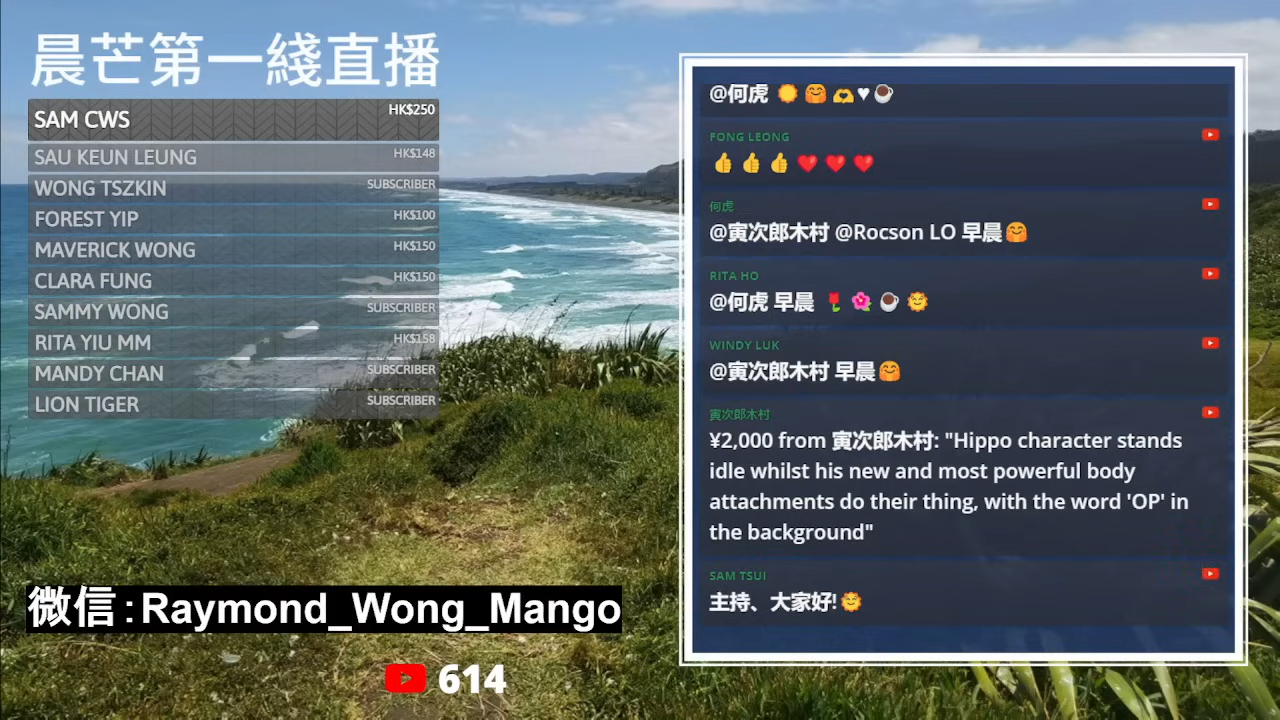 晨芒第一綫直播
SAM CWS HK$250
SAU KEUN LEUNG HK$148
WONG TSZKIN SUBSCRIBER
FOREST YIP HK$100
MAVERICK WONG HK$150
CLARA FUNG HK$150
SAMMY WONG SUBSCRIBER
RITA YIU MM HK$158
MANDY CHAN SUBSCRIBER
LION TIGER SUBSCRIBER
微信:Raymond_Wong_Mango
614
@何虎 🌞🤗🫶♥☕
FONG LEONG
👍👍👍❤️❤️❤️
何虎
@寅次郎木村 @Rocson LO 早晨🤗
RITA HO
@何虎 早晨 🌷🌺☕🌞
WINDY LUK
@寅次郎木村 早晨🤗
寅次郎木村
¥2,000 from 寅次郎木村: "Hippo character stands
idle whilst his new and most powerful body
attachments do their thing, with the word 'OP' in
the background"
SAM TSUI
主持、大家好!🌞